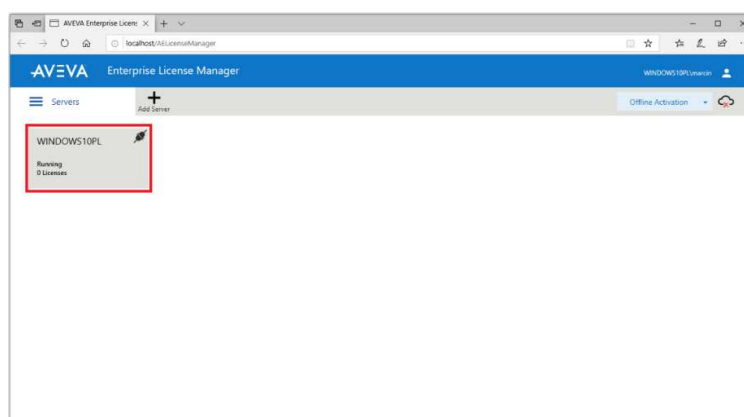 AVEVA Enterprise Licens
localhost/AELicenseManager
AVEVA Enterprise License Manager
WINDOWS10PL\marcin
Servers
Add Server
Offline Activation
WINDOWS10PL
Running
0 Licenses